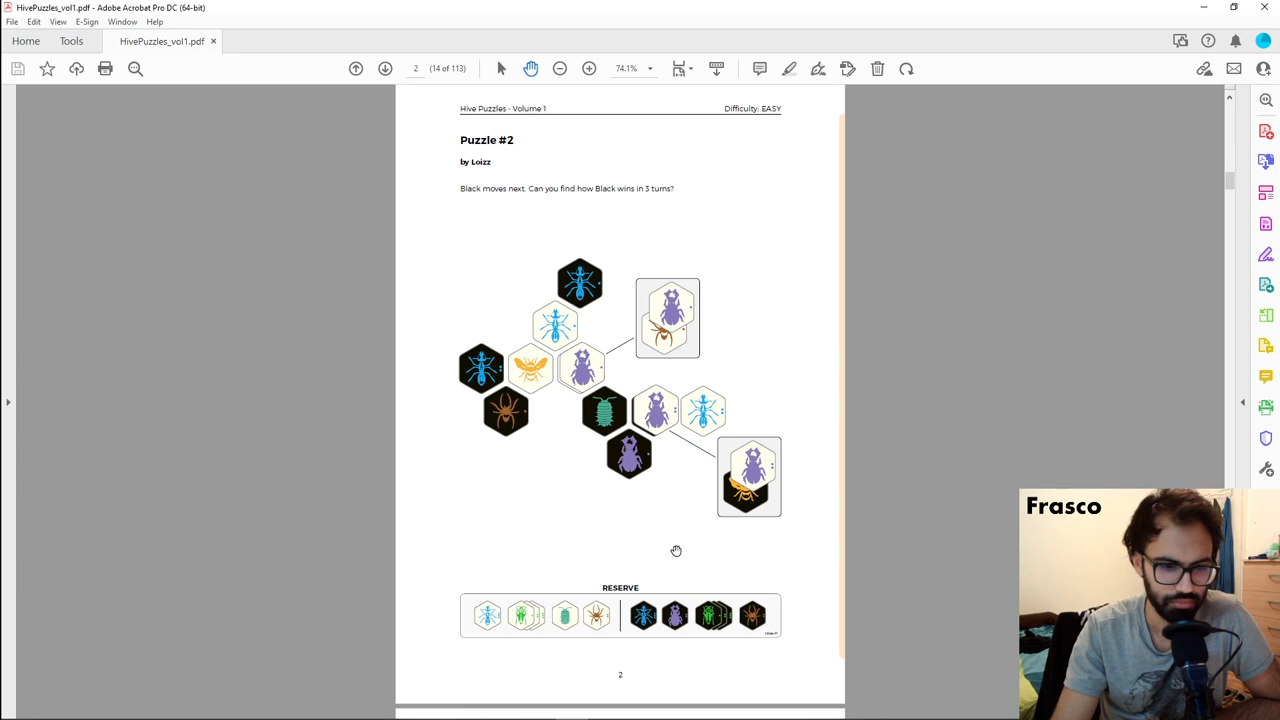 HivePuzzles_vol1.pdf - Adobe Acrobat Pro DC (64-bit)
File Edit View E-Sign Window Help
Home Tools HivePuzzles_vol1.pdf ×
2 (14 of 113) 74.1%
Hive Puzzles - Volume 1 Difficulty: EASY
Puzzle #2
by Loizz
Black moves next. Can you find how Black wins in 3 turns?
RESERVE
2
Frasco